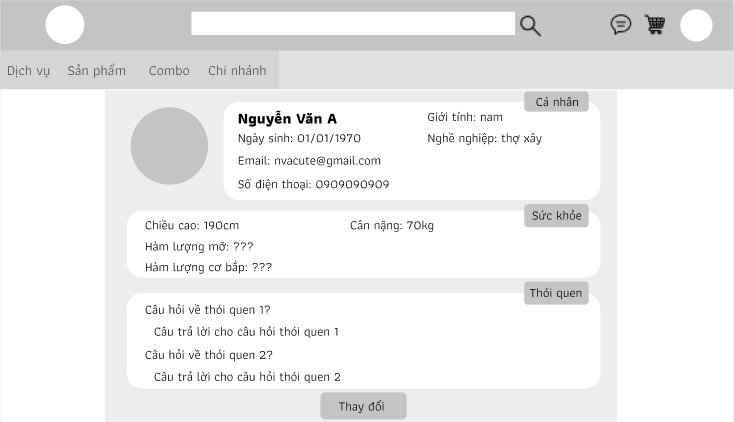 Dịch vụ Sản phẩm Combo Chi nhánh
Cá nhân
Nguyễn Văn A
Giới tính: nam
Ngày sinh: 01/01/1970
Nghề nghiệp: thợ xây
Email: nvacute@gmail.com
Số điện thoại: 0909090909
Sức khỏe
Chiều cao: 190cm
Cân nặng: 70kg
Hàm lượng mỡ: ???
Hàm lượng cơ bắp: ???
Thói quen
Câu hỏi về thói quen 1?
Câu trả lời cho câu hỏi thói quen 1
Câu hỏi về thói quen 2?
Câu trả lời cho câu hỏi thói quen 2
Thay đổi